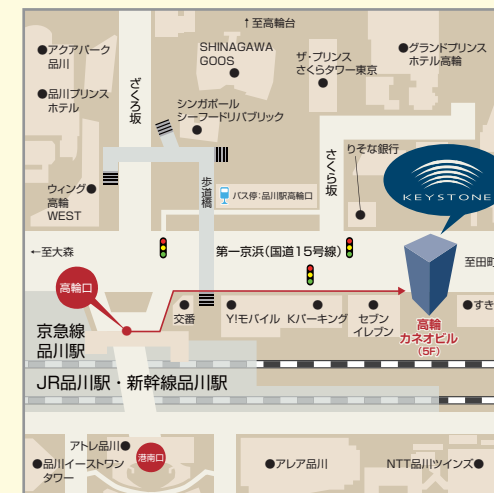 ↑至高輪台
●アクアパーク
品川
SHINAGAWA
GOOS
ザ・プリンス
さくらタワー東京
●グランドプリンス
ホテル高輪
●品川プリンス
ホテル
ざくろ坂
シンガポール
シーフードリパブリック
さくら坂
りそな銀行
KEYSTONE
ウィング●
高輪
WEST
歩道橋
バス停:品川駅高輪口
←至大森
第一京浜(国道15号線)
至田町
高輪口
交番
Y!モバイル
Kパーキング
セブン
イレブン
●すき
高輪
カネオビル
(5F)
京急線
品川駅
JR品川駅・新幹線品川駅
アトレ品川●
港南口
●品川イーストワン
タワー
●アレア品川
NTT品川ツインズ●